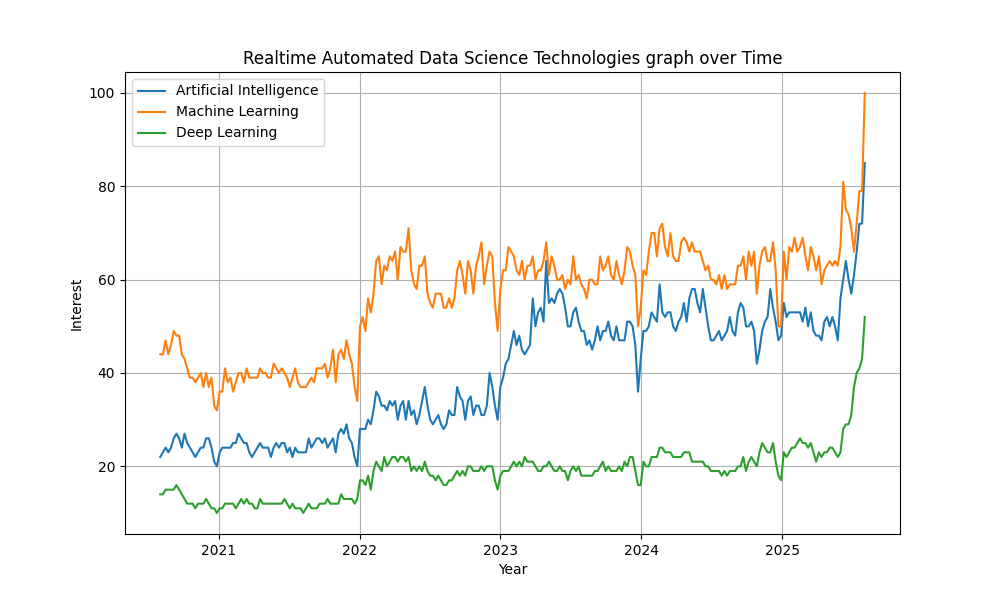 Realtime Automated Data Science Technologies graph over Time
Artificial Intelligence
Machine Learning
Deep Learning
100
80
60
40
20
Interest
2021 2022 2023 2024 2025
Year